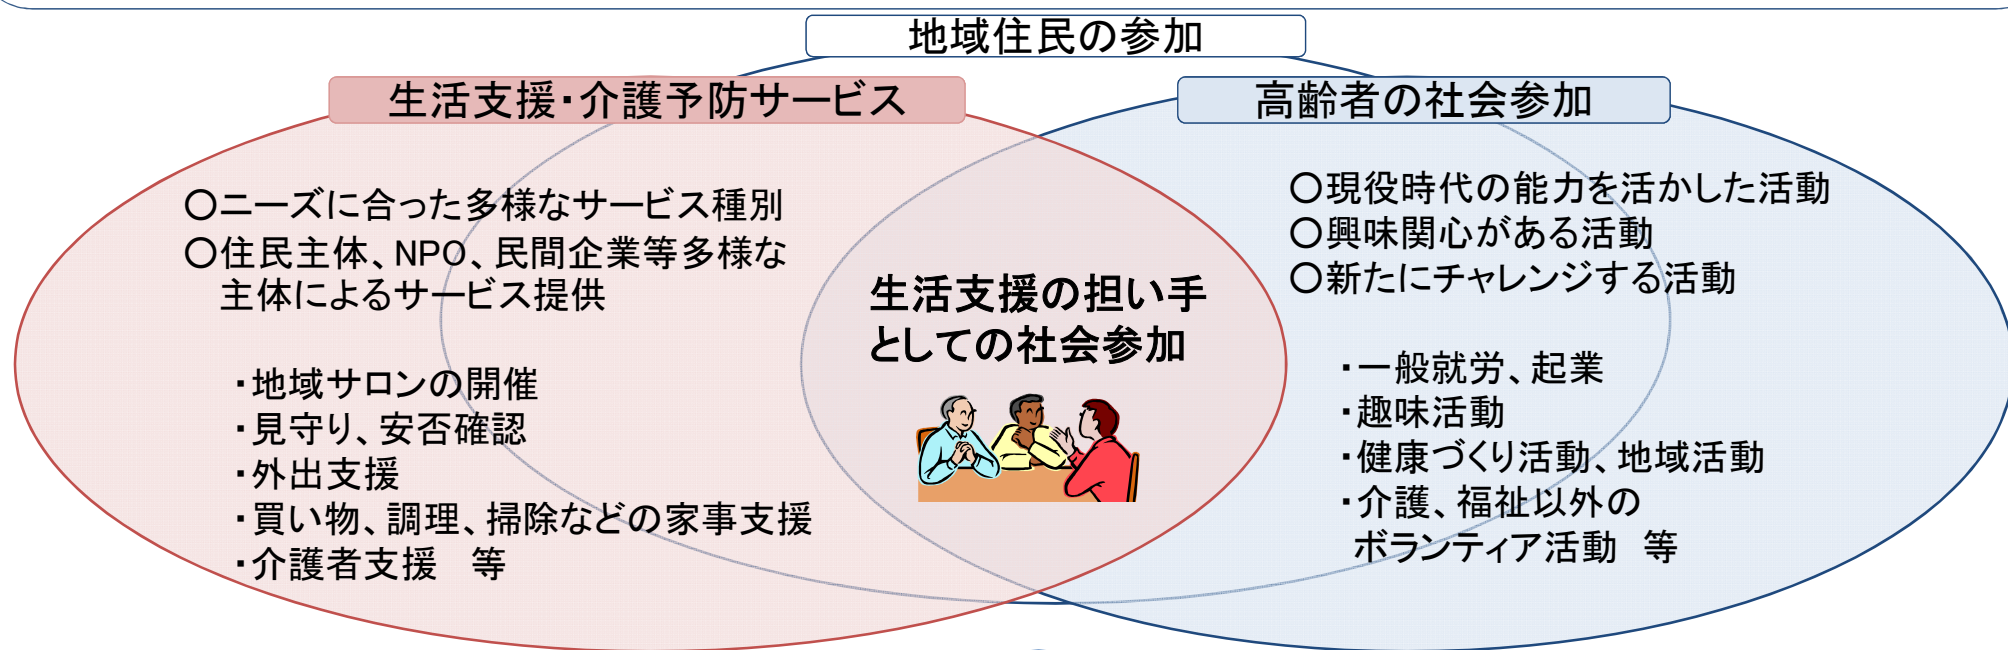 地域住民の参加
生活支援・介護予防サービス
○ニーズに合った多様なサービス種別
○住民主体、NPO、民間企業等多様な
主体によるサービス提供
・地域サロンの開催
・見守り、安否確認
・外出支援
・買い物、調理、掃除などの家事支援
・介護者支援　等
生活支援の担い手
としての社会参加
高齢者の社会参加
○現役時代の能力を活かした活動
○興味関心がある活動
○新たにチャレンジする活動
・一般就労、起業
・趣味活動
・健康づくり活動、地域活動
・介護、福祉以外の
ボランティア活動　等